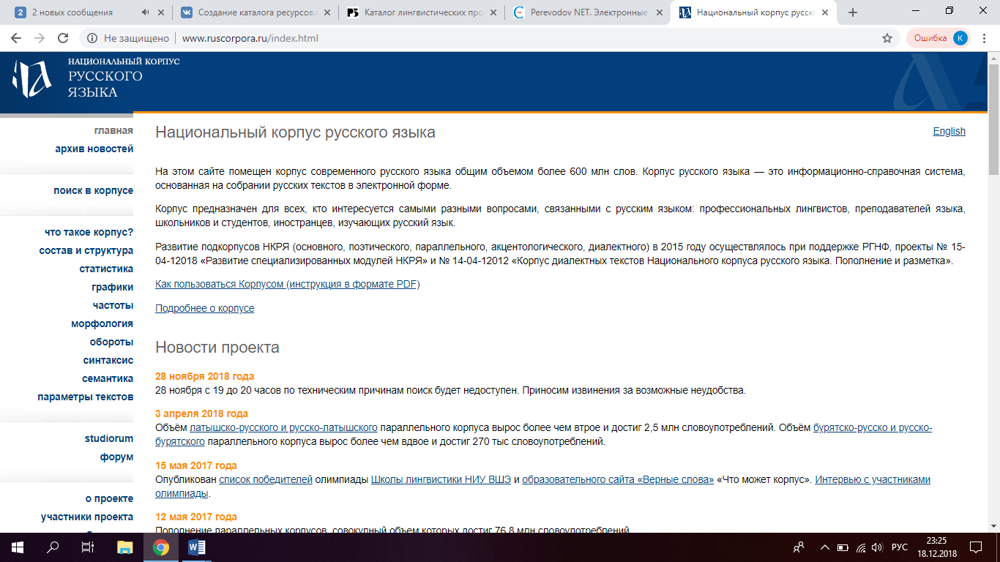 2 новых сообщения
Создание каталога ресурсов.
Каталог лингвистических про
Perevodov NET. Электронные
Национальный корпус русск
Не защищено
www.ruscorpora.ru/index.html
Ошибка
К
НАЦИОНАЛЬНЫЙ КОРПУС
РУССКОГО
ЯЗЫКА
главная
архив новостей
поиск в корпусе
что такое корпус?
состав и структура
статистика
графики
частоты
морфология
обороты
синтаксис
семантика
параметры текстов
studiorum
форум
о проекте
участники проекта
Национальный корпус русского языка
English
На этом сайте помещен корпус современного русского языка общим объемом более 600 млн слов. Корпус русского языка — это информационно-справочная система,
основанная на собрании русских текстов в электронной форме.
Корпус предназначен для всех, кто интересуется самыми разными вопросами, связанными с русским языком: профессиональных лингвистов, преподавателей языка,
школьников и студентов, иностранцев, изучающих русский язык.
Развитие подкорпусов НКРЯ (основного, поэтического, параллельного, акцентологического, диалектного) в 2015 году осуществлялось при поддержке РГНФ, проекты № 15-
04-12018 «Развитие специализированных модулей НКРЯ» и № 14-04-12012 «Корпус диалектных текстов Национального корпуса русского языка. Пополнение и разметка».
Как пользоваться Корпусом (инструкция в формате PDF)
Подробнее о корпусе
Новости проекта
28 ноября 2018 года
28 ноября с 19 до 20 часов по техническим причинам поиск будет недоступен. Приносим извинения за возможные неудобства.
3 апреля 2018 года
Объём латышско-русского и русско-латышского параллельного корпуса вырос более чем втрое и достиг 2,5 млн словоупотреблений. Объём бурятско-русско и русско-
бурятского параллельного корпуса вырос более чем вдвое и достиг 270 тыс словоупотреблений.
15 мая 2017 года
Опубликован список победителей олимпиады Школы лингвистики НИУ ВШЭ и образовательного сайта «Верные слова» «Что может корпус». Интервью с участниками
олимпиады.
12 мая 2017 года
Пополнение параллельных корпусов, совокупный объем которых достиг 76,8 млн словоупотреблений
РУС
23:25
18.12.2018